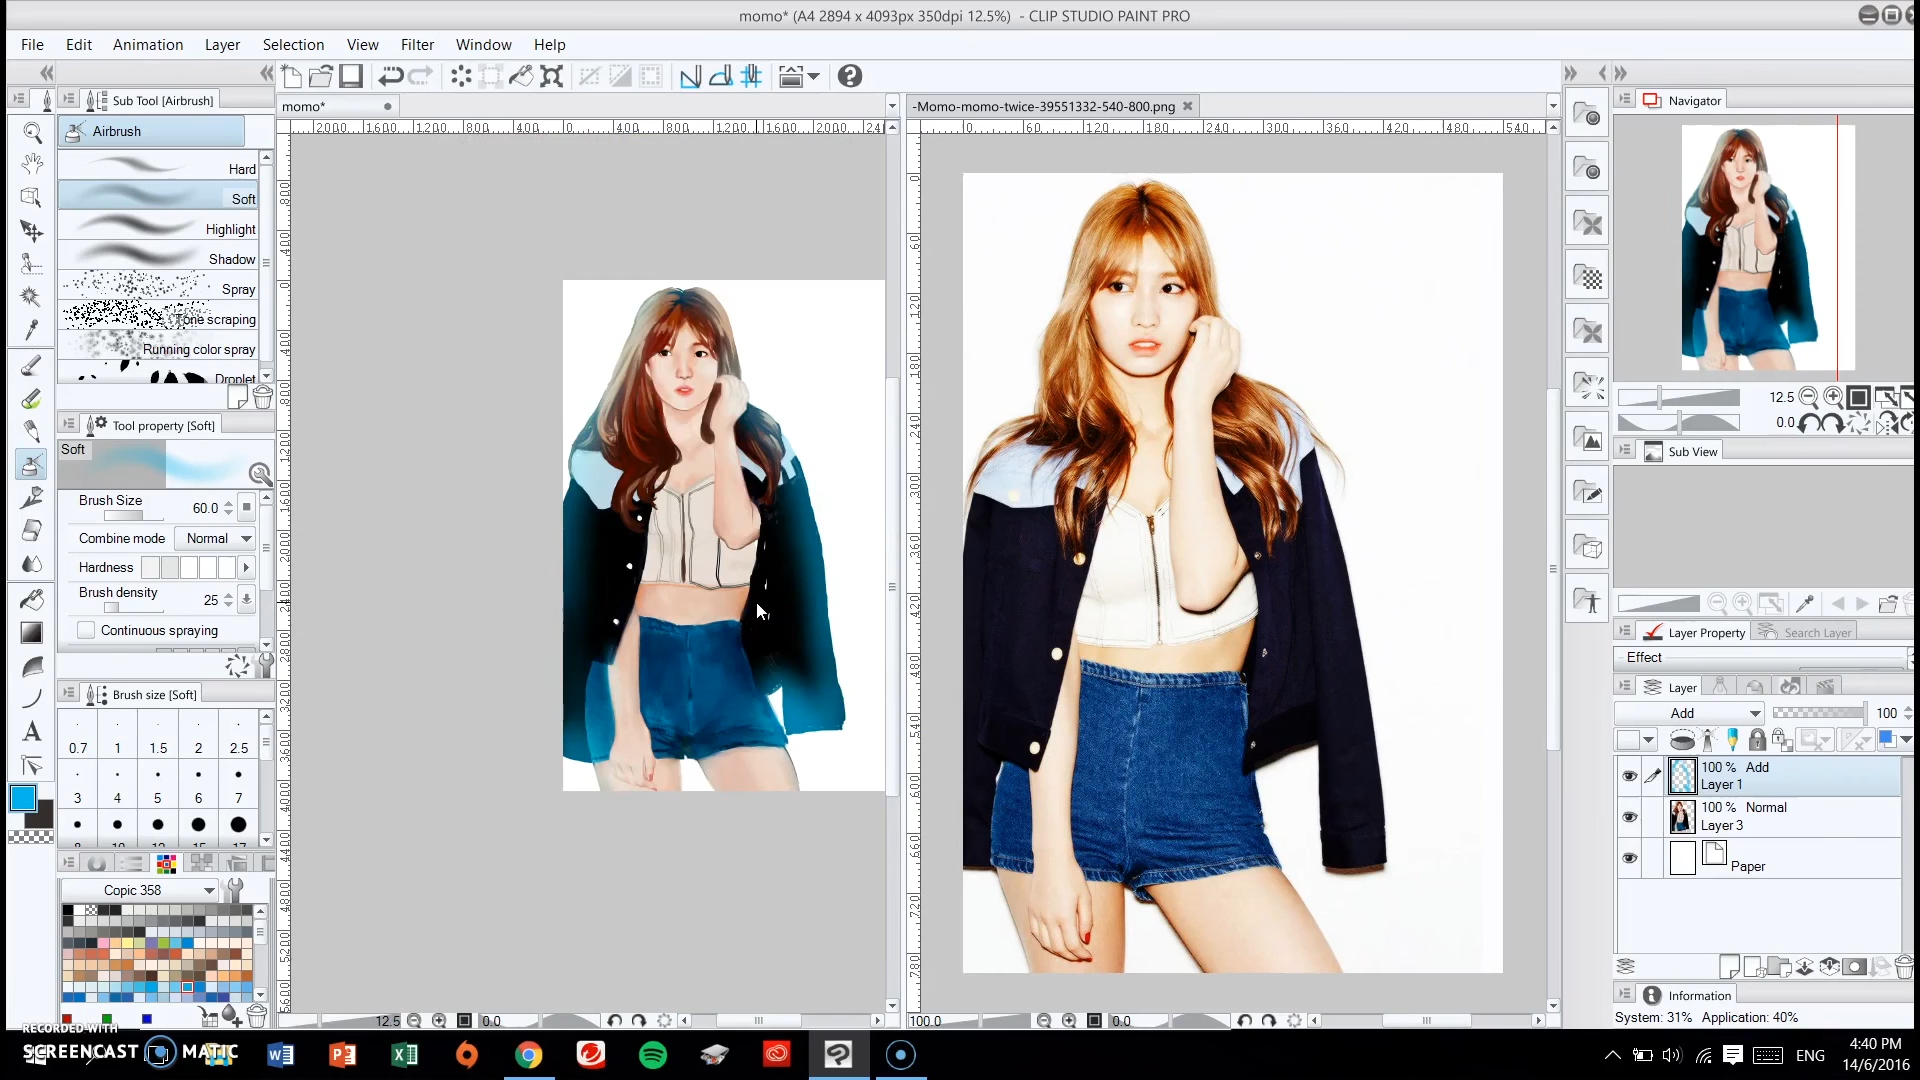 momo* (A4 2894 x 4093px 350dpi 12.5%) - CLIP STUDIO PAINT PRO
File Edit Animation Layer Selection View Filter Window Help
Sub Tool [Airbrush]
Airbrush
Hard
Soft
Highlight
Shadow
Spray
Tone scraping
Running color spray
Droplet
Tool property [Soft]
Soft
Brush Size 60.0
Combine mode Normal
Hardness
Brush density 25
Continuous spraying
Brush size [Soft]
0.7 1 1.5 2 2.5
3 4 5 6 7
Copic 358
RECORDED WITH
SCREENCAST MATIC
momo*
-Momo-momo-twice-39551332-540-800.png
12.5 0.0
100.0 0.0
Navigator
12.5
0.0
Sub View
Layer Property Search Layer
Effect
Layer
Add 100
100 % Add
Layer 1
100 % Normal
Layer 3
Paper
Information
System: 31% Application: 40%
ENG
4:40 PM
14/6/2016